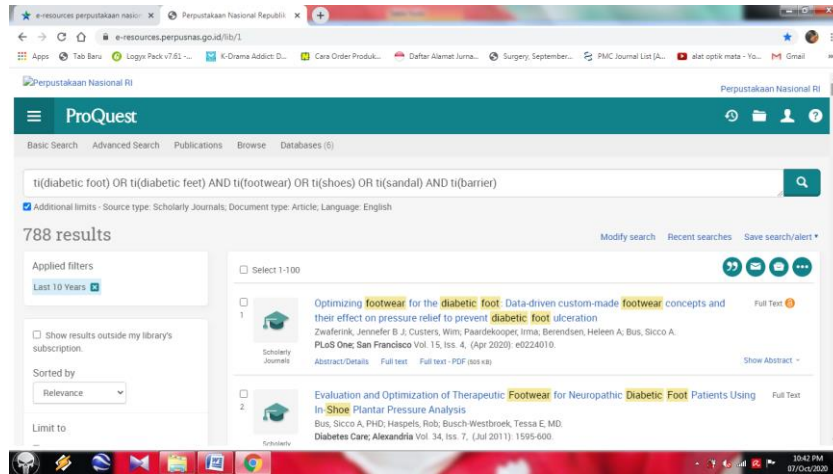 e-resources perpustakaan nasion
Perpustakaan Nasional Republik
e-resources.perpusnas.go.id/lib/1
Apps Tab Baru Logyx Pack v7.61 -... K-Drama Addict: D... Cara Order Produk... Daftar Alamat Jurna... Surgery, September... PMC Journal List [A... alat optik mata - Yo... Gmail
Perpustakaan Nasional RI
Perpustakaan Nasional RI
ProQuest
Basic Search Advanced Search Publications Browse Databases (6)
ti(diabetic foot) OR ti(diabetic feet) AND ti(footwear) OR ti(shoes) OR ti(sandal) AND ti(barrier)
Additional limits - Source type: Scholarly Journals; Document type: Article; Language: English
788 results
Modify search Recent searches Save search/alert
Applied filters
Last 10 Years
Show results outside my library's
subscription.
Sorted by
Relevance
Limit to
Select 1-100
1
Scholarly
Journals
Optimizing footwear for the diabetic foot: Data-driven custom-made footwear concepts and
their effect on pressure relief to prevent diabetic foot ulceration
Full Text
Zwaferink, Jennefer B J; Custers, Wim; Paardekooper, Irma; Berendsen, Heleen A; Bus, Sicco A.
PLoS One; San Francisco Vol. 15, Iss. 4, (Apr 2020): e0224010.
Abstract/Details Full text Full text - PDF (505 KB)
Show Abstract
2
Scholarly
Evaluation and Optimization of Therapeutic Footwear for Neuropathic Diabetic Foot Patients Using
In-Shoe Plantar Pressure Analysis
Full Text
Bus, Sicco A, PHD; Haspels, Rob; Busch-Westbroek, Tessa E, MD.
Diabetes Care; Alexandria Vol. 34, Iss. 7, (Jul 2011): 1595-600.
10:42 PM
07/Oct/2020